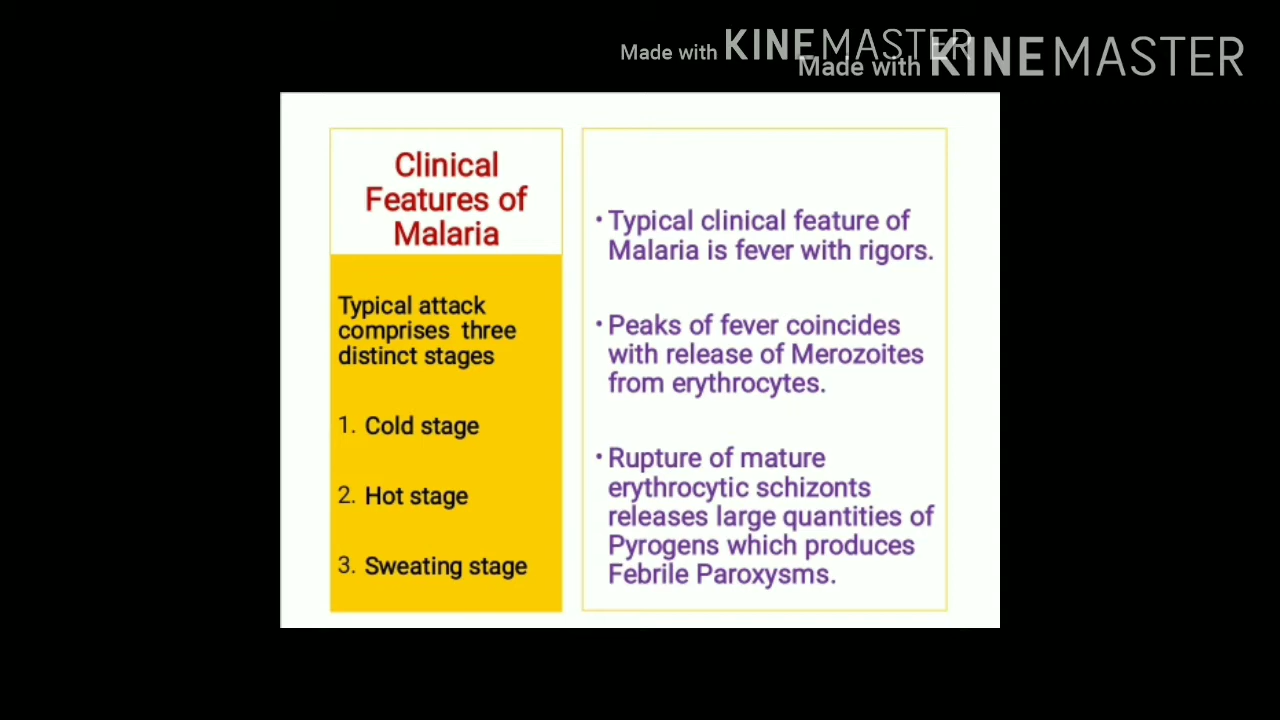 Made with KINEMASTER
Made with KINEMASTER
Clinical
Features of
Malaria
Typical attack
comprises three
distinct stages
1. Cold stage
2. Hot stage
3. Sweating stage
• Typical clinical feature of
Malaria is fever with rigors.
• Peaks of fever coincides
with release of Merozoites
from erythrocytes.
• Rupture of mature
erythrocytic schizonts
releases large quantities of
Pyrogens which produces
Febrile Paroxysms.